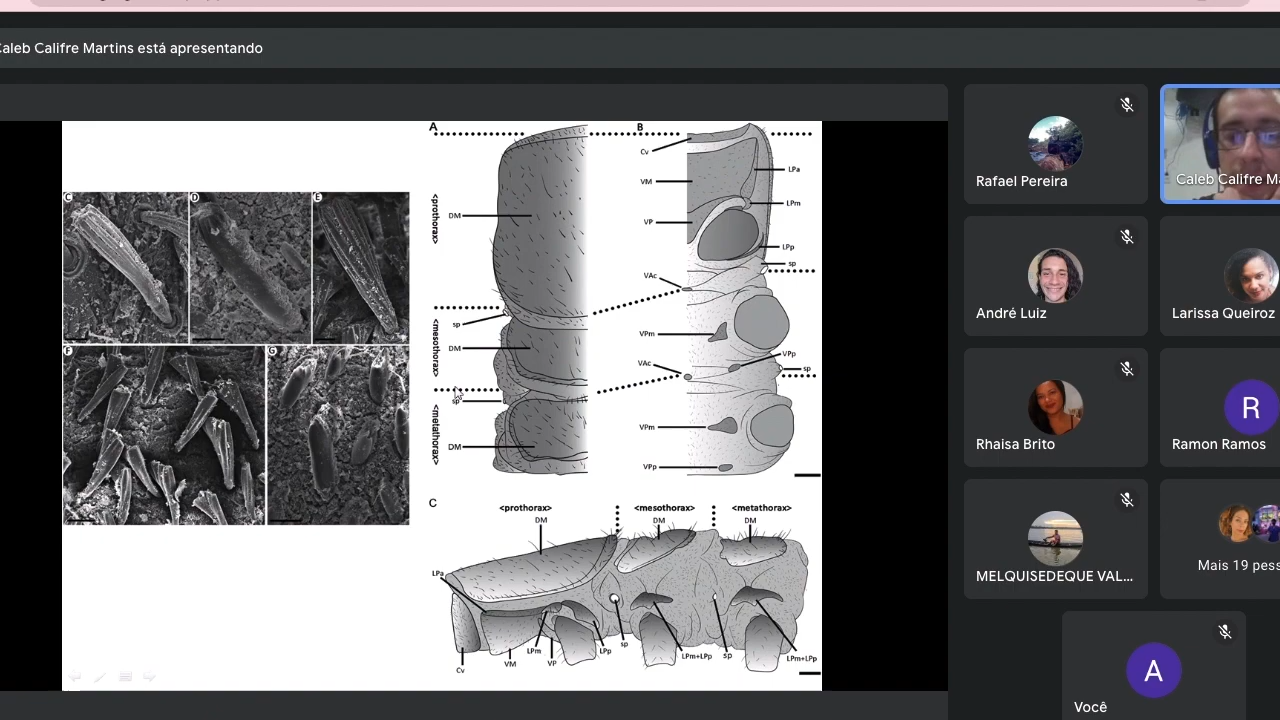 Caleb Califre Martins está apresentando
A
B
Cv
LPa
VM
LPm
<prothorax>
DM
VP
LPp
sp
VAc
sp
<mesothorax>
DM
VPm
VPp
VAc
sp
sp
<metathorax>
DM
VPm
VPp
C
D
E
F
G
C
<prothorax>
<mesothorax>
<metathorax>
DM
DM
DM
LPa
Cv
VM
LPm
VP
LPp
sp
LPm+LPp
sp
LPm+LPp
Rafael Pereira
Caleb Califre Ma
André Luiz
Larissa Queiroz
Rhaisa Brito
R
Ramon Ramos
MELQUISEDEQUE VAL...
Mais 19 pess
A
Você